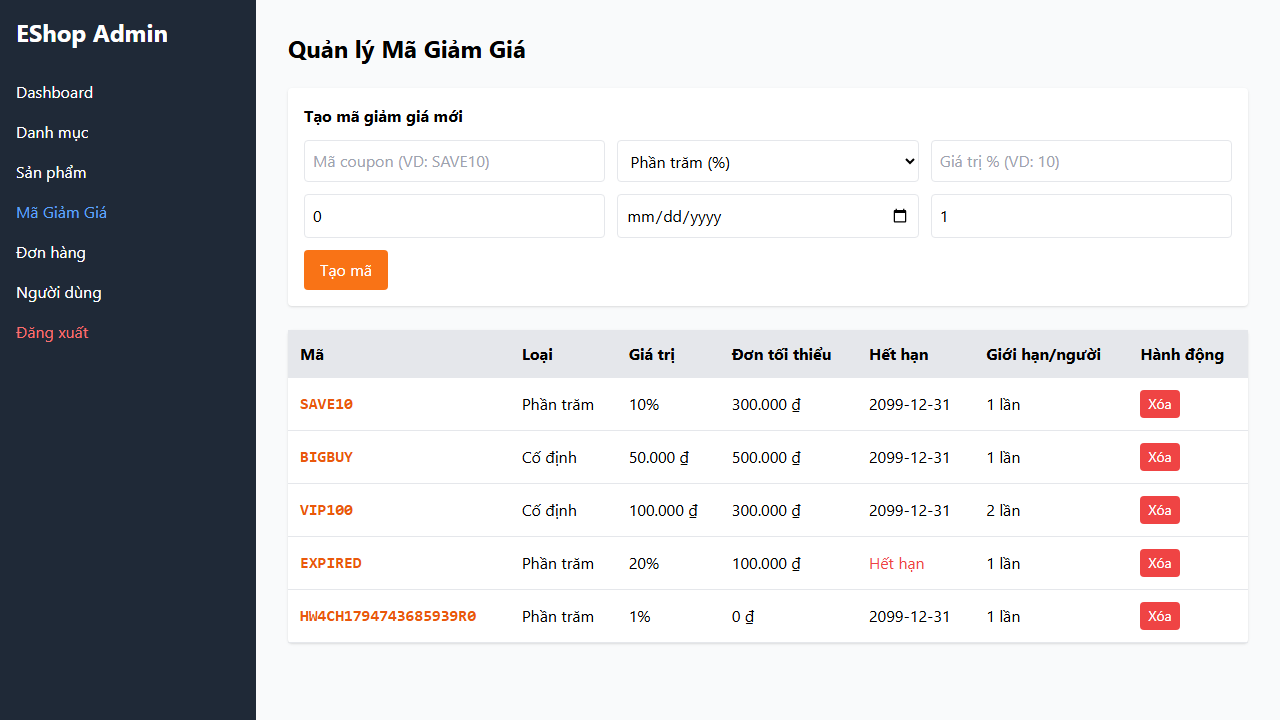 EShop Admin
Dashboard
Danh mục
Sản phẩm
Mã Giảm Giá
Đơn hàng
Người dùng
Đăng xuất
Quản lý Mã Giảm Giá
Tạo mã giảm giá mới
Mã coupon (VD: SAVE10) Phần trăm (%) Giá trị % (VD: 10)
0 mm/dd/yyyy 1
Tạo mã
Mã Loại Giá trị Đơn tối thiểu Hết hạn Giới hạn/người Hành động
SAVE10 Phần trăm 10% 300.000 ₫ 2099-12-31 1 lần Xóa
BIGBUY Cố định 50.000 ₫ 500.000 ₫ 2099-12-31 1 lần Xóa
VIP100 Cố định 100.000 ₫ 300.000 ₫ 2099-12-31 2 lần Xóa
EXPIRED Phần trăm 20% 100.000 ₫ Hết hạn 1 lần Xóa
HW4CH1794743685939R0 Phần trăm 1% 0 ₫ 2099-12-31 1 lần Xóa